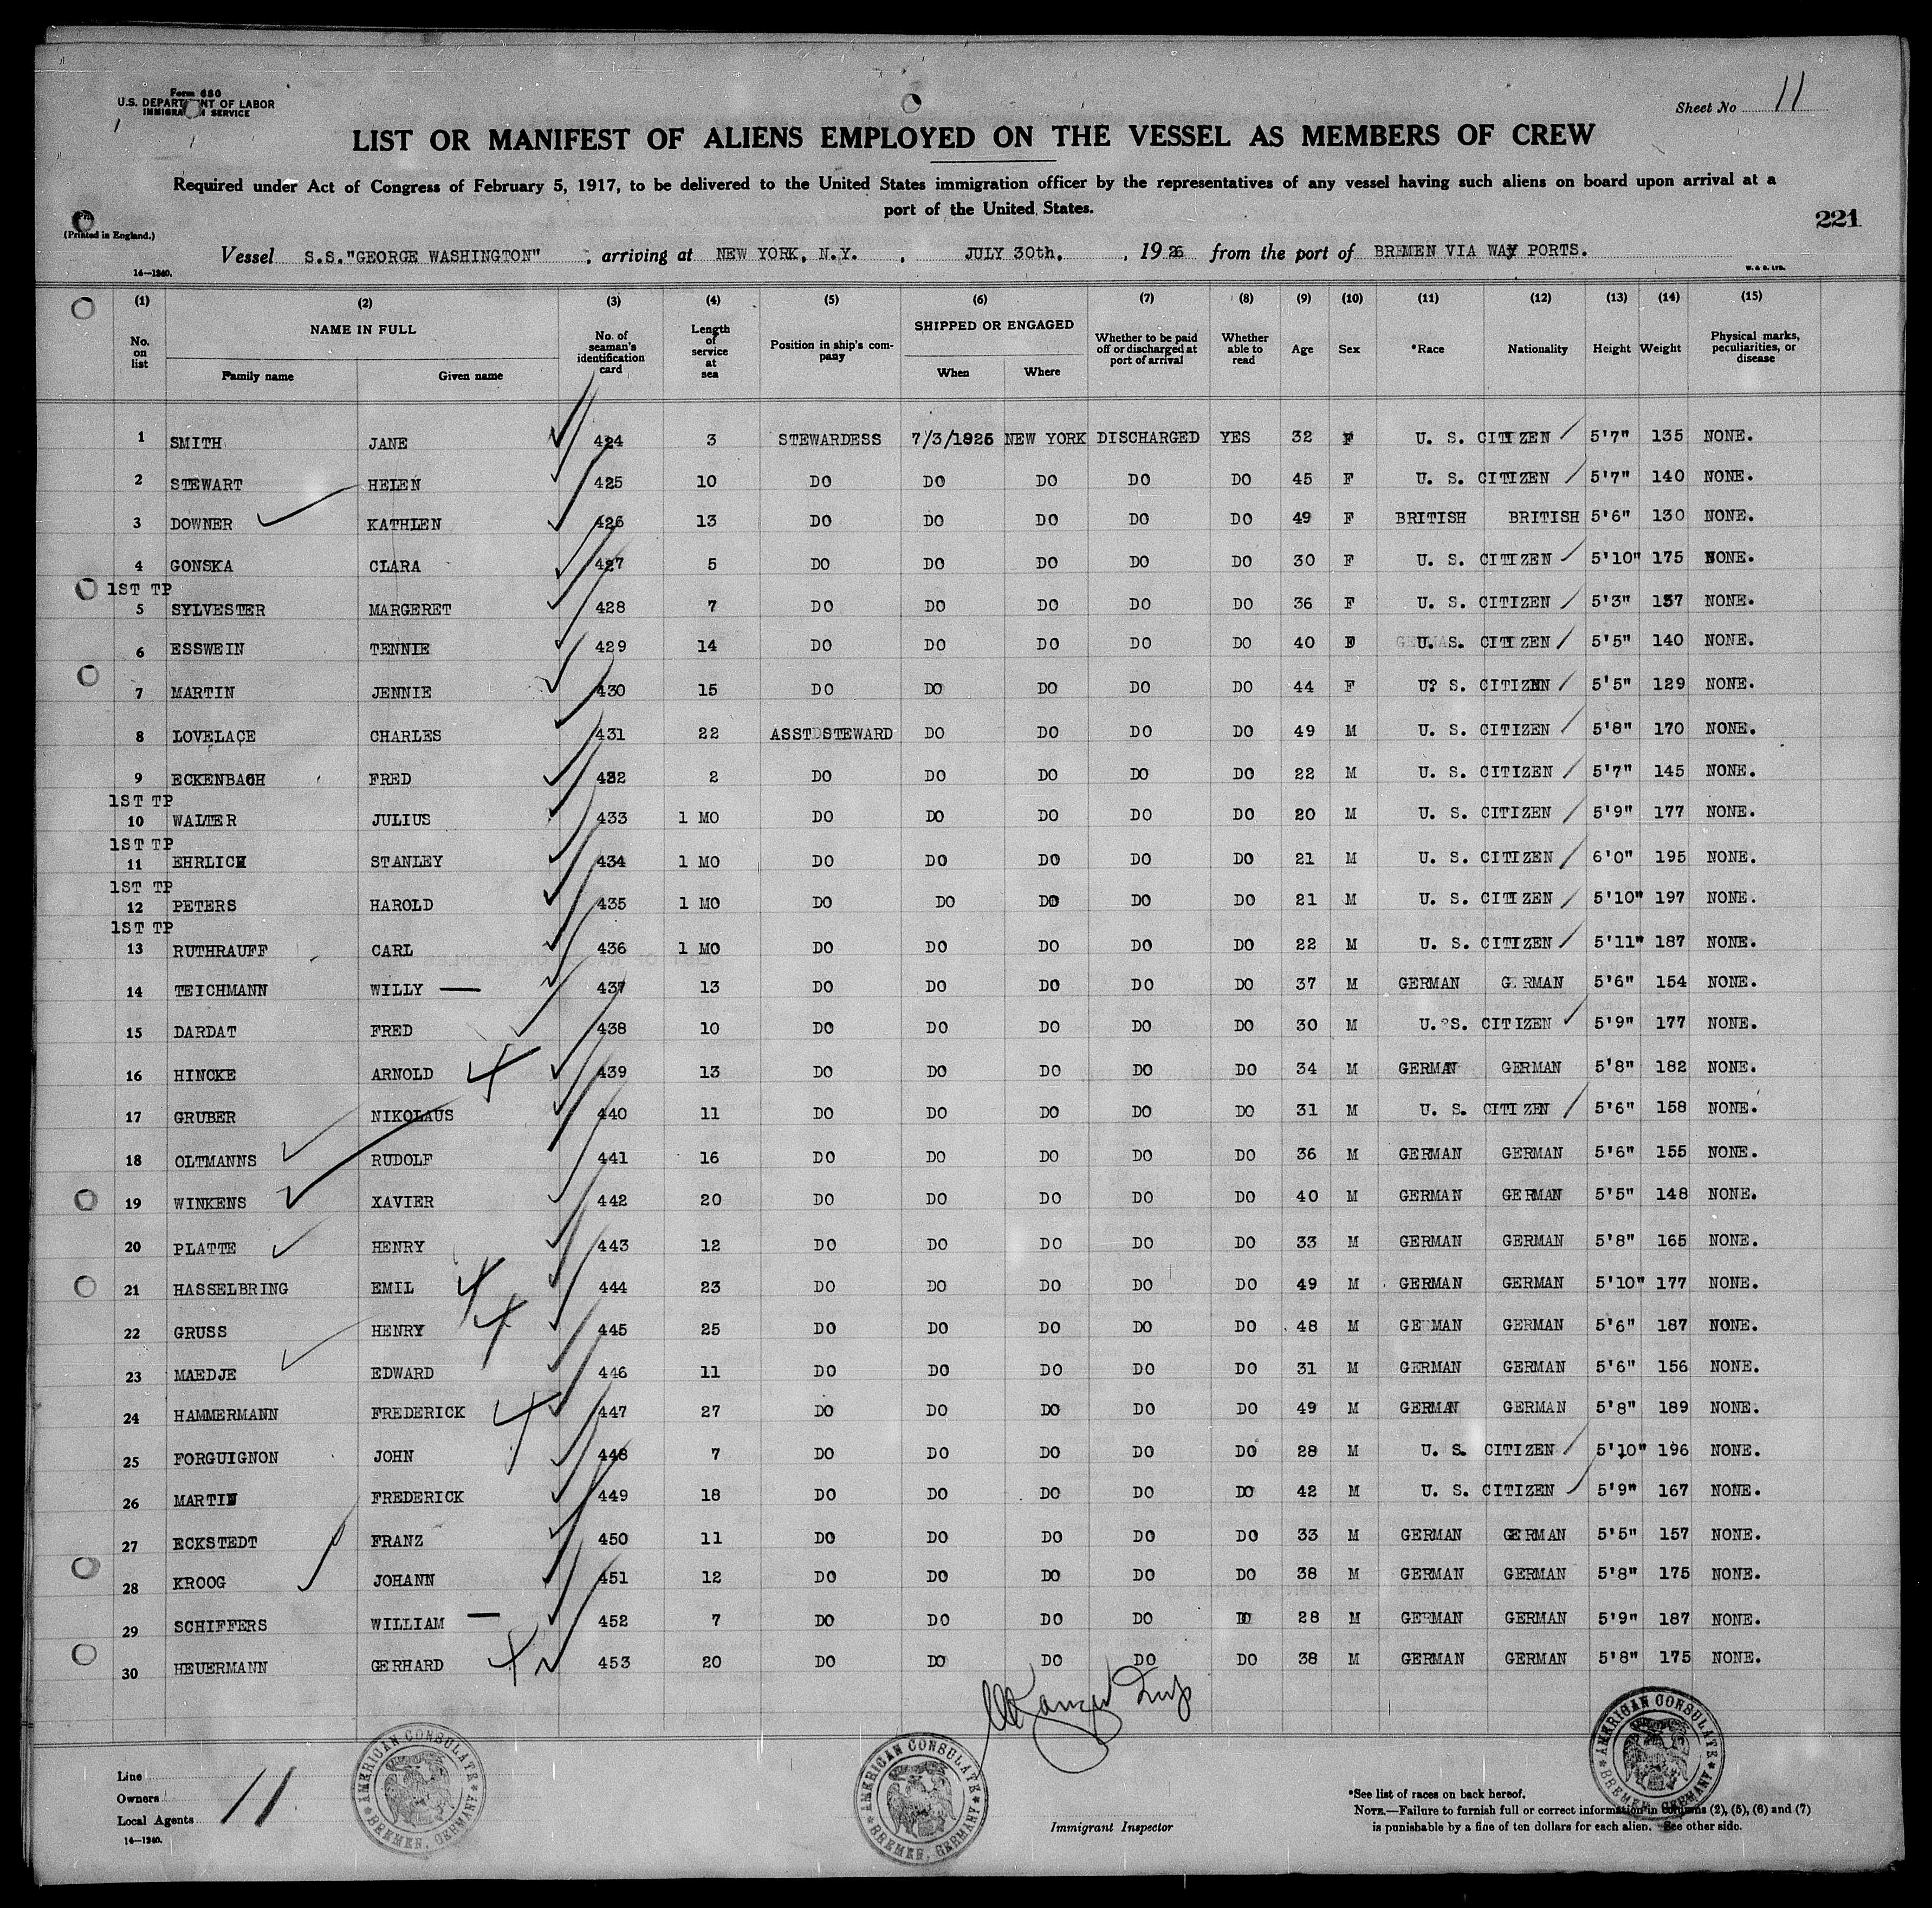 Form 680
U.S. DEPARTMENT OF LABOR
IMMIGRATION SERVICE
Sheet No 11
LIST OR MANIFEST OF ALIENS EMPLOYED ON THE VESSEL AS MEMBERS OF CREW
Required under Act of Congress of February 5, 1917, to be delivered to the United States immigration officer by the representatives of any vessel having such aliens on board upon arrival at a
port of the United States.
221
(Printed in England.)
Vessel S.S."GEORGE WASHINGTON", arriving at NEW YORK, N.Y., JULY 30th, 1926 from the port of BREMEN VIA WAY PORTS.
14—1240.
W. & S. LTD.
(1) (2) (3) (4) (5) (6) (7) (8) (9) (10) (11) (12) (13) (14) (15)
No. on list NAME IN FULL Family name Given name No. of seaman's identification card Length of service at sea Position in ship's company SHIPPED OR ENGAGED When Where Whether to be paid off or discharged at port of arrival Whether able to read Age Sex *Race Nationality Height Weight Physical marks, peculiarities, or disease
1 SMITH JANE 424 3 STEWARDESS 7/3/1926 NEW YORK DISCHARGED YES 32 F U. S. CITIZEN 5'7" 135 NONE.
2 STEWART HELEN 425 10 DO DO DO DO DO 45 F U. S. CITIZEN 5'7" 140 NONE.
3 DOWNER KATHLEN 426 13 DO DO DO DO DO 49 F BRITISH BRITISH 5'6" 130 NONE.
4 GONSKA CLARA 427 5 DO DO DO DO DO 30 F U. S. CITIZEN 5'10" 175 NONE.
1ST TP
5 SYLVESTER MARGERET 428 7 DO DO DO DO DO 36 F U. S. CITIZEN 5'3" 137 NONE.
6 ESSWEIN TENNIE 429 14 DO DO DO DO DO 40 F U. S. CITIZEN 5'5" 140 NONE.
7 MARTIN JENNIE 430 15 DO DO DO DO DO 44 F U? S. CITIZEN 5'5" 129 NONE.
8 LOVELACE CHARLES 431 22 ASST STEWARD DO DO DO DO 49 M U. S. CITIZEN 5'8" 170 NONE.
9 ECKENBACH FRED 432 2 DO DO DO DO DO 22 M U. S. CITIZEN 5'7" 145 NONE.
1ST TP
10 WALTER JULIUS 433 1 MO DO DO DO DO DO 20 M U. S. CITIZEN 5'9" 177 NONE.
1ST TP
11 EHRLICH STANLEY 434 1 MO DO DO DO DO DO 21 M U. S. CITIZEN 6'0" 195 NONE.
1ST TP
12 PETERS HAROLD 435 1 MO DO DO DO DO DO 21 M U. S. CITIZEN 5'10" 197 NONE.
1ST TP
13 RUTHRAUFF CARL 436 1 MO DO DO DO DO DO 22 M U. S. CITIZEN 5'11" 187 NONE.
14 TEICHMANN WILLY 437 13 DO DO DO DO DO 37 M GERMAN GERMAN 5'6" 154 NONE.
15 DARDAT FRED 438 10 DO DO DO DO DO 30 M U.?S. CITIZEN 5'9" 177 NONE.
16 HINCKE ARNOLD 439 13 DO DO DO DO DO 34 M GERMAN GERMAN 5'8" 182 NONE.
17 GRUBER NIKOLAUS 440 11 DO DO DO DO DO 31 M U. S. CITIZEN 5'6" 158 NONE.
18 OLTMANNS RUDOLF 441 16 DO DO DO DO DO 36 M GERMAN GERMAN 5'6" 155 NONE.
19 WINKENS XAVIER 442 20 DO DO DO DO DO 40 M GERMAN GERMAN 5'5" 148 NONE.
20 PLATTE HENRY 443 12 DO DO DO DO DO 33 M GERMAN GERMAN 5'8" 165 NONE.
21 HASSELBRING EMIL 444 23 DO DO DO DO DO 49 M GERMAN GERMAN 5'10" 177 NONE.
22 GRUSS HENRY 445 25 DO DO DO DO DO 48 M GERMAN GERMAN 5'6" 187 NONE.
23 MAEDJE EDWARD 446 11 DO DO DO DO DO 31 M GERMAN GERMAN 5'6" 156 NONE.
24 HAMMERMANN FREDERICK 447 27 DO DO DO DO DO 49 M GERMAN GERMAN 5'8" 189 NONE.
25 FORGUIGNON JOHN 448 7 DO DO DO DO DO 28 M U. S. CITIZEN 5'10" 196 NONE.
26 MARTIN FREDERICK 449 18 DO DO DO DO DO 42 M U. S. CITIZEN 5'9" 167 NONE.
27 ECKSTEDT FRANZ 450 11 DO DO DO DO DO 33 M GERMAN GERMAN 5'5" 157 NONE.
28 KROOG JOHANN 451 12 DO DO DO DO DO 38 M GERMAN GERMAN 5'8" 175 NONE.
29 SCHIFFERS WILLIAM 452 7 DO DO DO DO DO 28 M GERMAN GERMAN 5'9" 187 NONE.
30 HEUERMANN GERHARD 453 20 DO DO DO DO DO 38 M GERMAN GERMAN 5'8" 175 NONE.
AMERICAN CONSULATE BREMEN, GERMANY
AMERICAN CONSULATE BREMEN, GERMANY
AMERICAN CONSULATE BREMEN, GERMANY
Line
Owners
Local Agents
11
14—1240.
Immigrant Inspector
*See list of races on back hereof.
NOTE.—Failure to furnish full or correct information in columns (2), (5), (6) and (7)
is punishable by a fine of ten dollars for each alien. See other side.